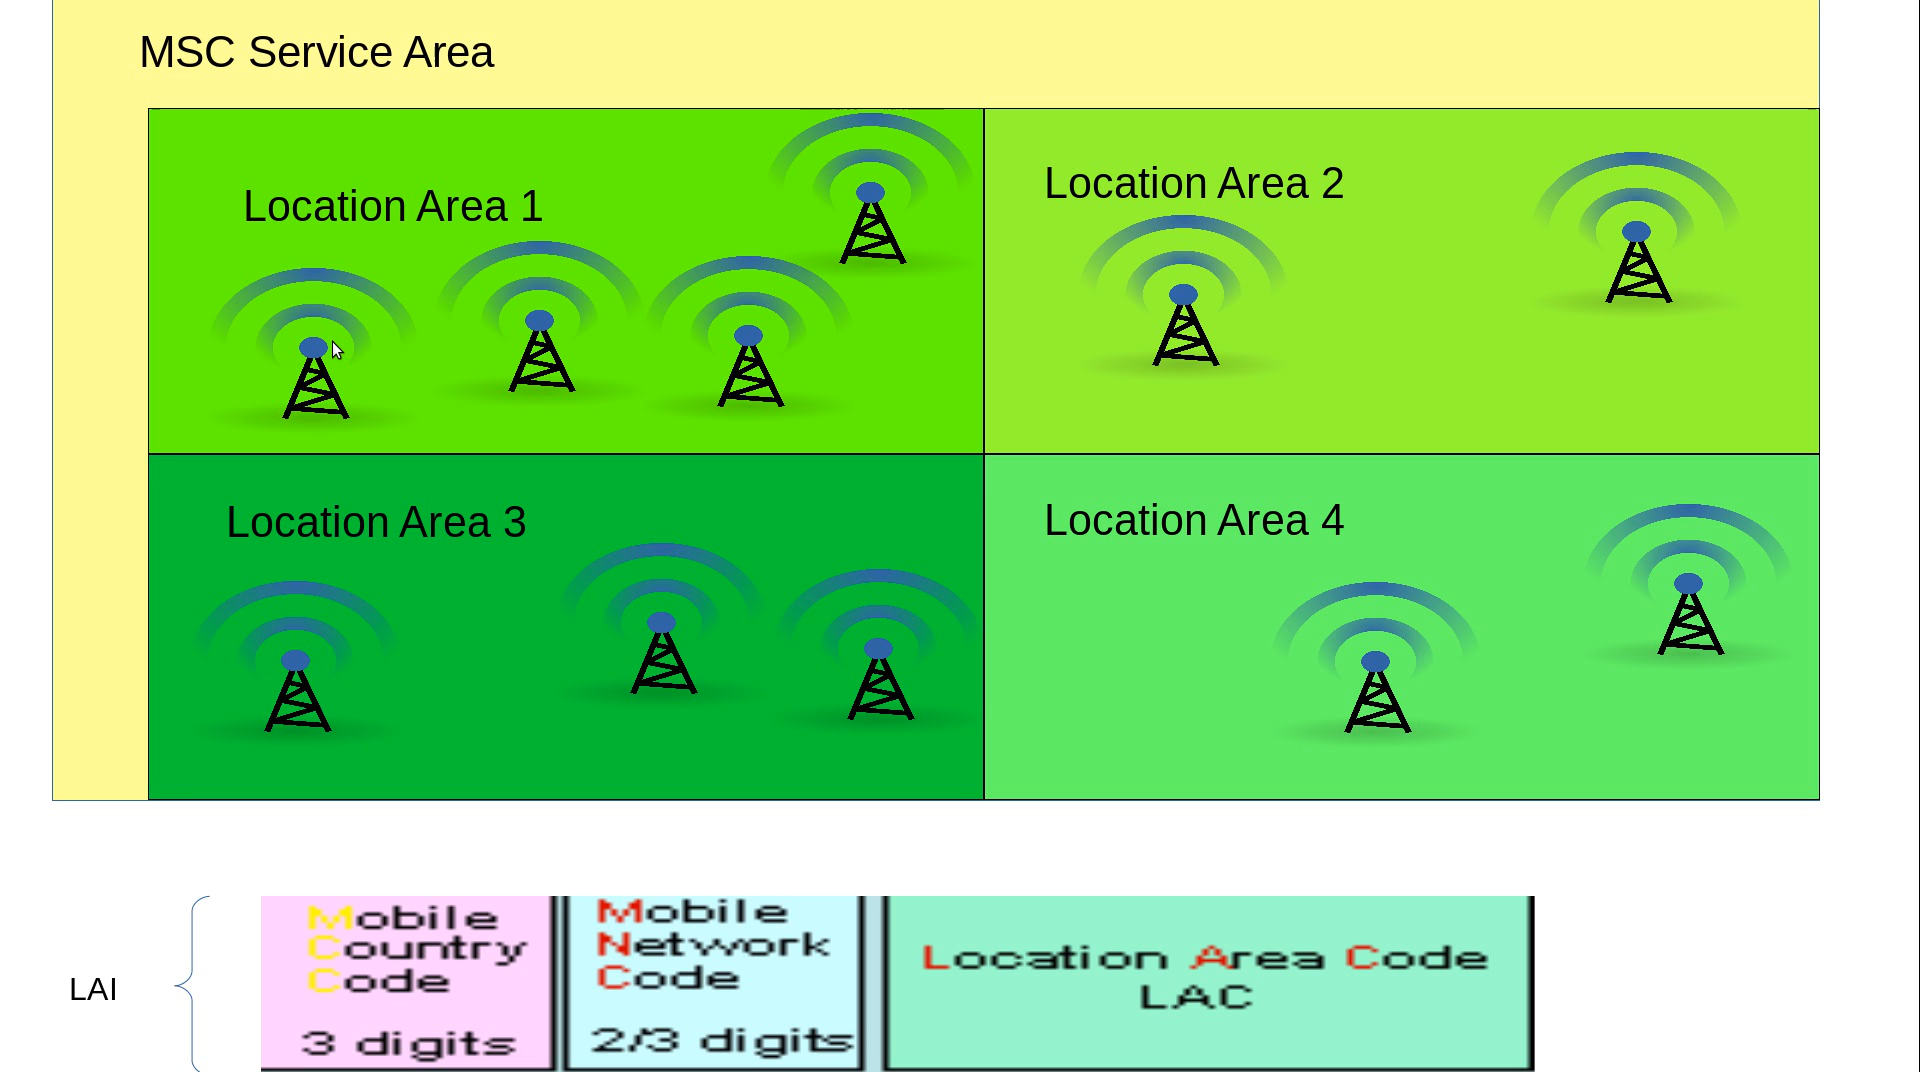 MSC Service Area
Location Area 1
Location Area 2
Location Area 3
Location Area 4
LAI
Mobile
Country
Code
3 digits
Mobile
Network
Code
2/3 digits
Location Area Code
LAC